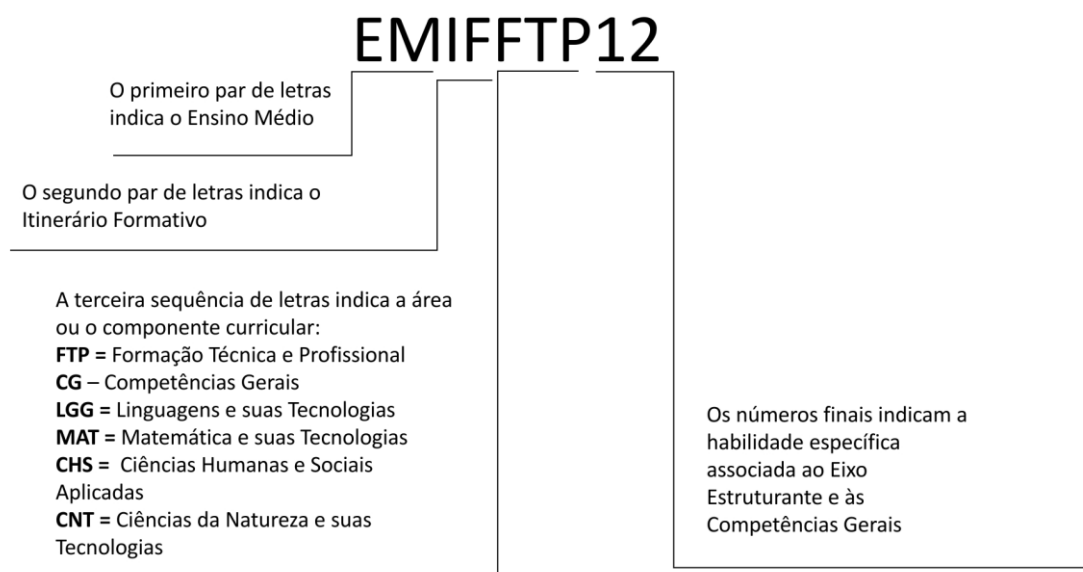 EMIFFTP12
O primeiro par de letras
indica o Ensino Médio
O segundo par de letras indica o
Itinerário Formativo
A terceira sequência de letras indica a área
ou o componente curricular:
FTP = Formação Técnica e Profissional
CG – Competências Gerais
LGG = Linguagens e suas Tecnologias
MAT = Matemática e suas Tecnologias
CHS = Ciências Humanas e Sociais
Aplicadas
CNT = Ciências da Natureza e suas
Tecnologias
Os números finais indicam a
habilidade específica
associada ao Eixo
Estruturante e às
Competências Gerais